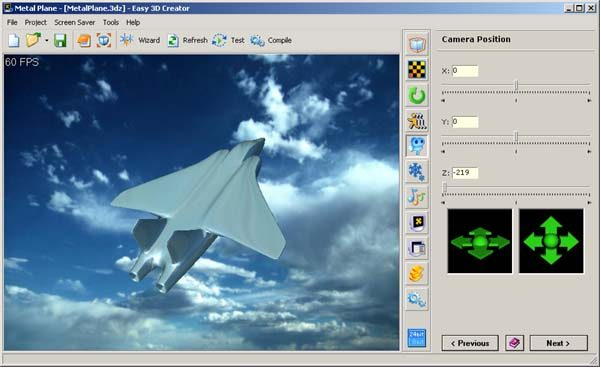 Metal Plane - [MetalPlane.3dz] - Easy 3D Creator
File Project Screen Saver Tools Help
Wizard Refresh Test Compile
60 FPS
Camera Position
X: 0
Y: 0
Z: -219
24bit
< Previous Next >